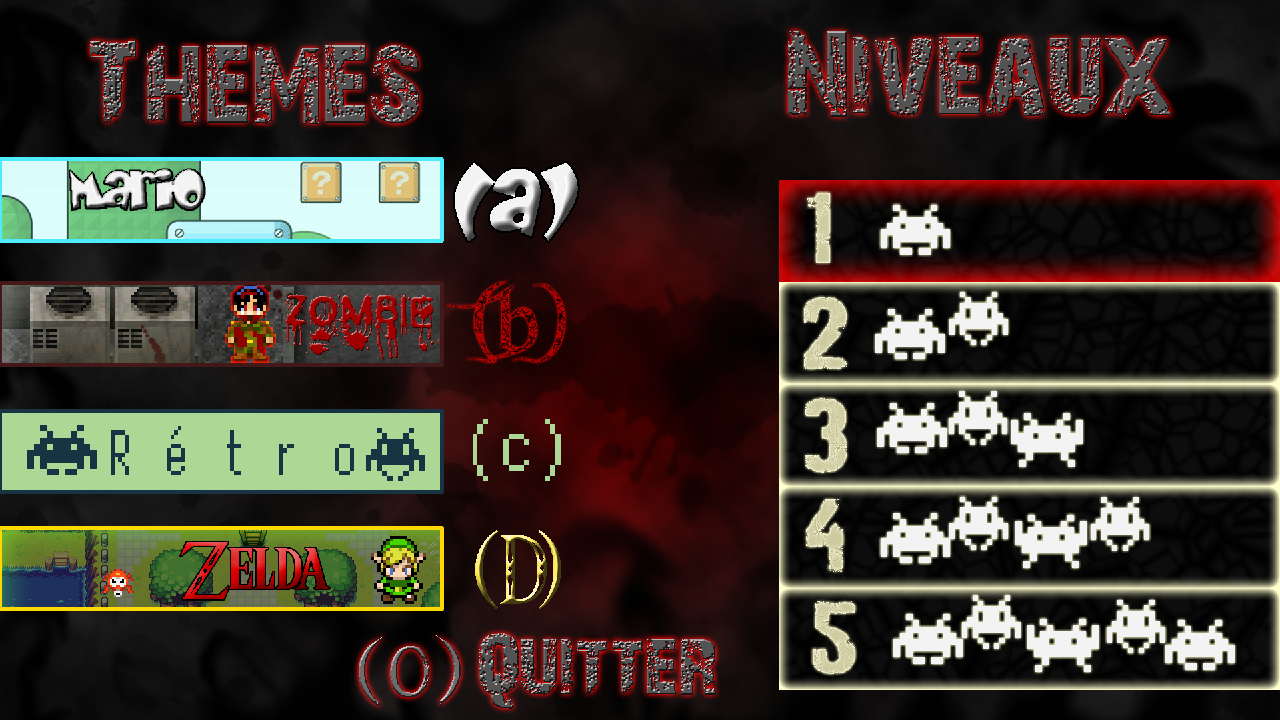 THEMES
Mario (a)
? ?
ZOMBIE (b)
Rétro (c)
ZELDA (D)
(O) QUITTER
NIVEAUX
1
2
3
4
5